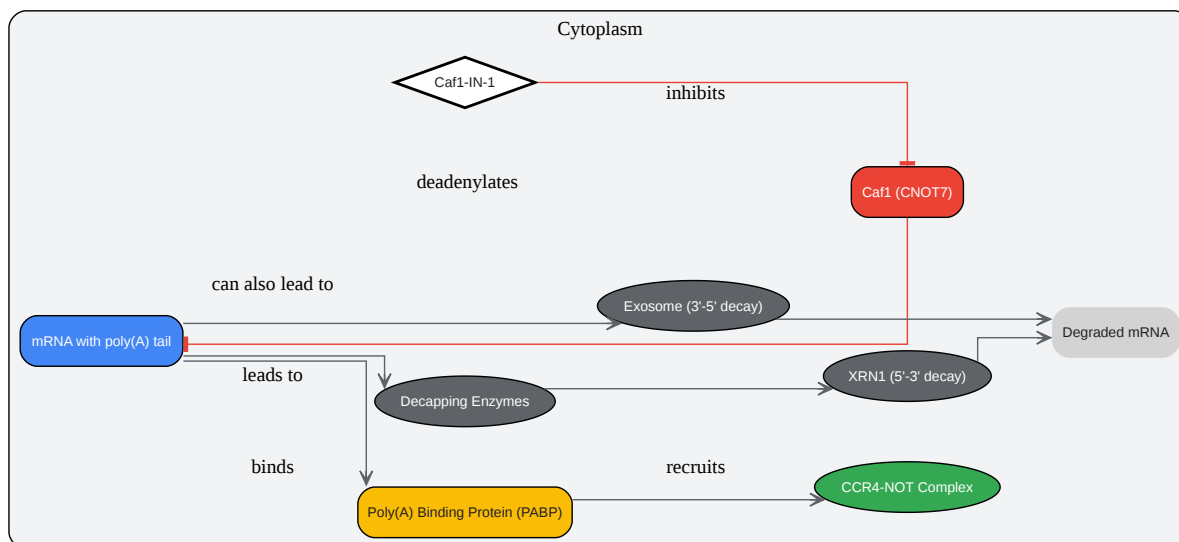 Cytoplasm
Caf1-IN-1
inhibits
deadenylates
Caf1 (CNOT7)
can also lead to
Exosome (3'-5' decay)
mRNA with poly(A) tail
Degraded mRNA
leads to
XRN1 (5'-3' decay)
Decapping Enzymes
binds
recruits
CCR4-NOT Complex
Poly(A) Binding Protein (PABP)